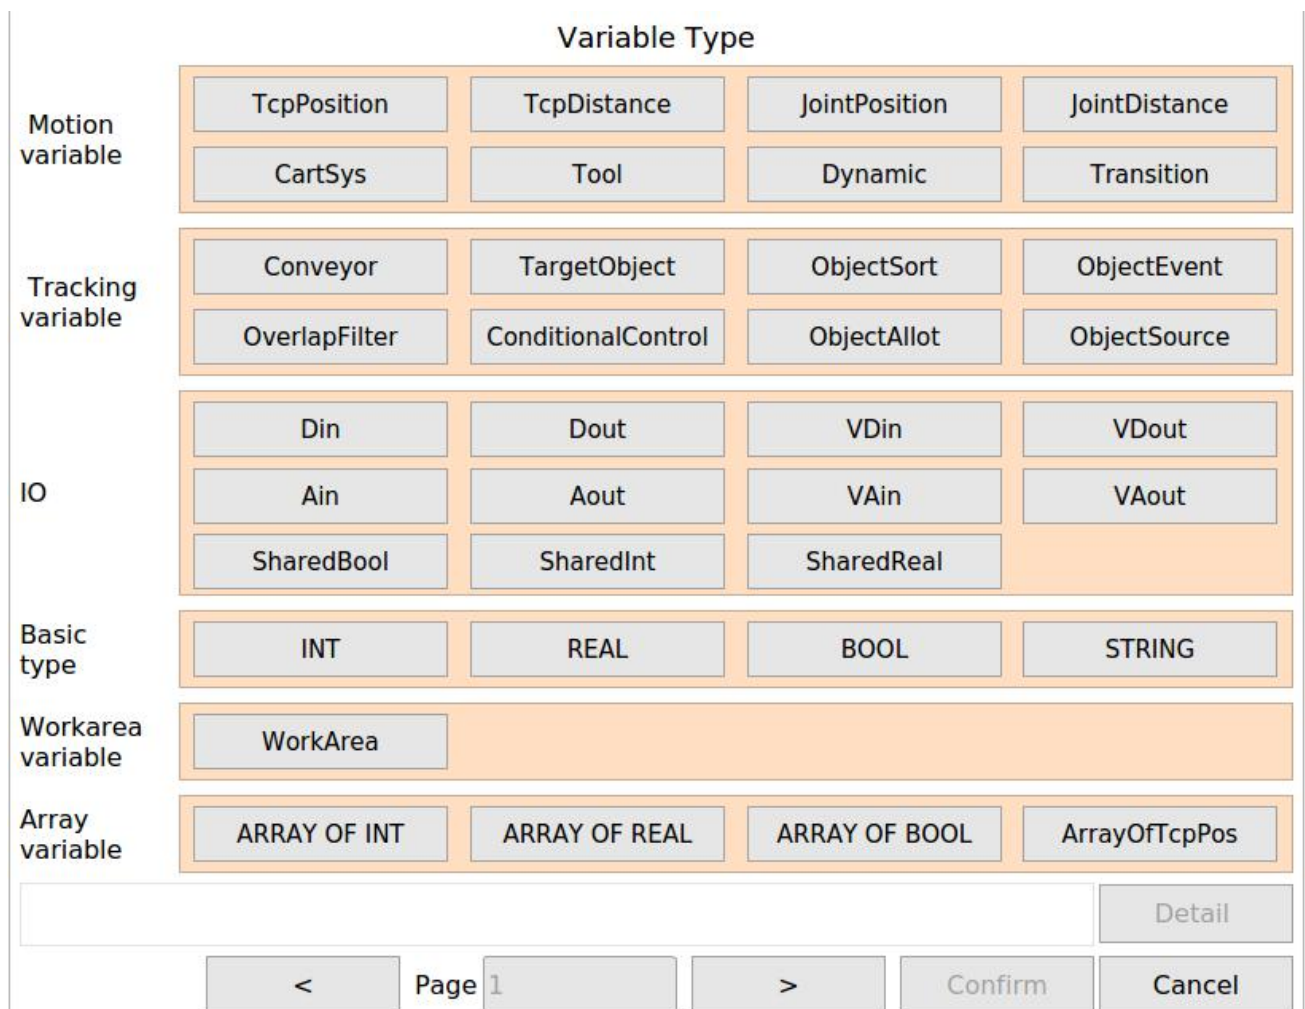 Variable Type
Motion
variable
TcpPosition TcpDistance JointPosition JointDistance
CartSys Tool Dynamic Transition
Tracking
variable
Conveyor TargetObject ObjectSort ObjectEvent
OverlapFilter ConditionalControl ObjectAllot ObjectSource
IO
Din Dout VDin VDout
Ain Aout VAin VAout
SharedBool SharedInt SharedReal
Basic
type
INT REAL BOOL STRING
Workarea
variable
WorkArea
Array
variable
ARRAY OF INT ARRAY OF REAL ARRAY OF BOOL ArrayOfTcpPos
Detail
< Page 1 > Confirm Cancel